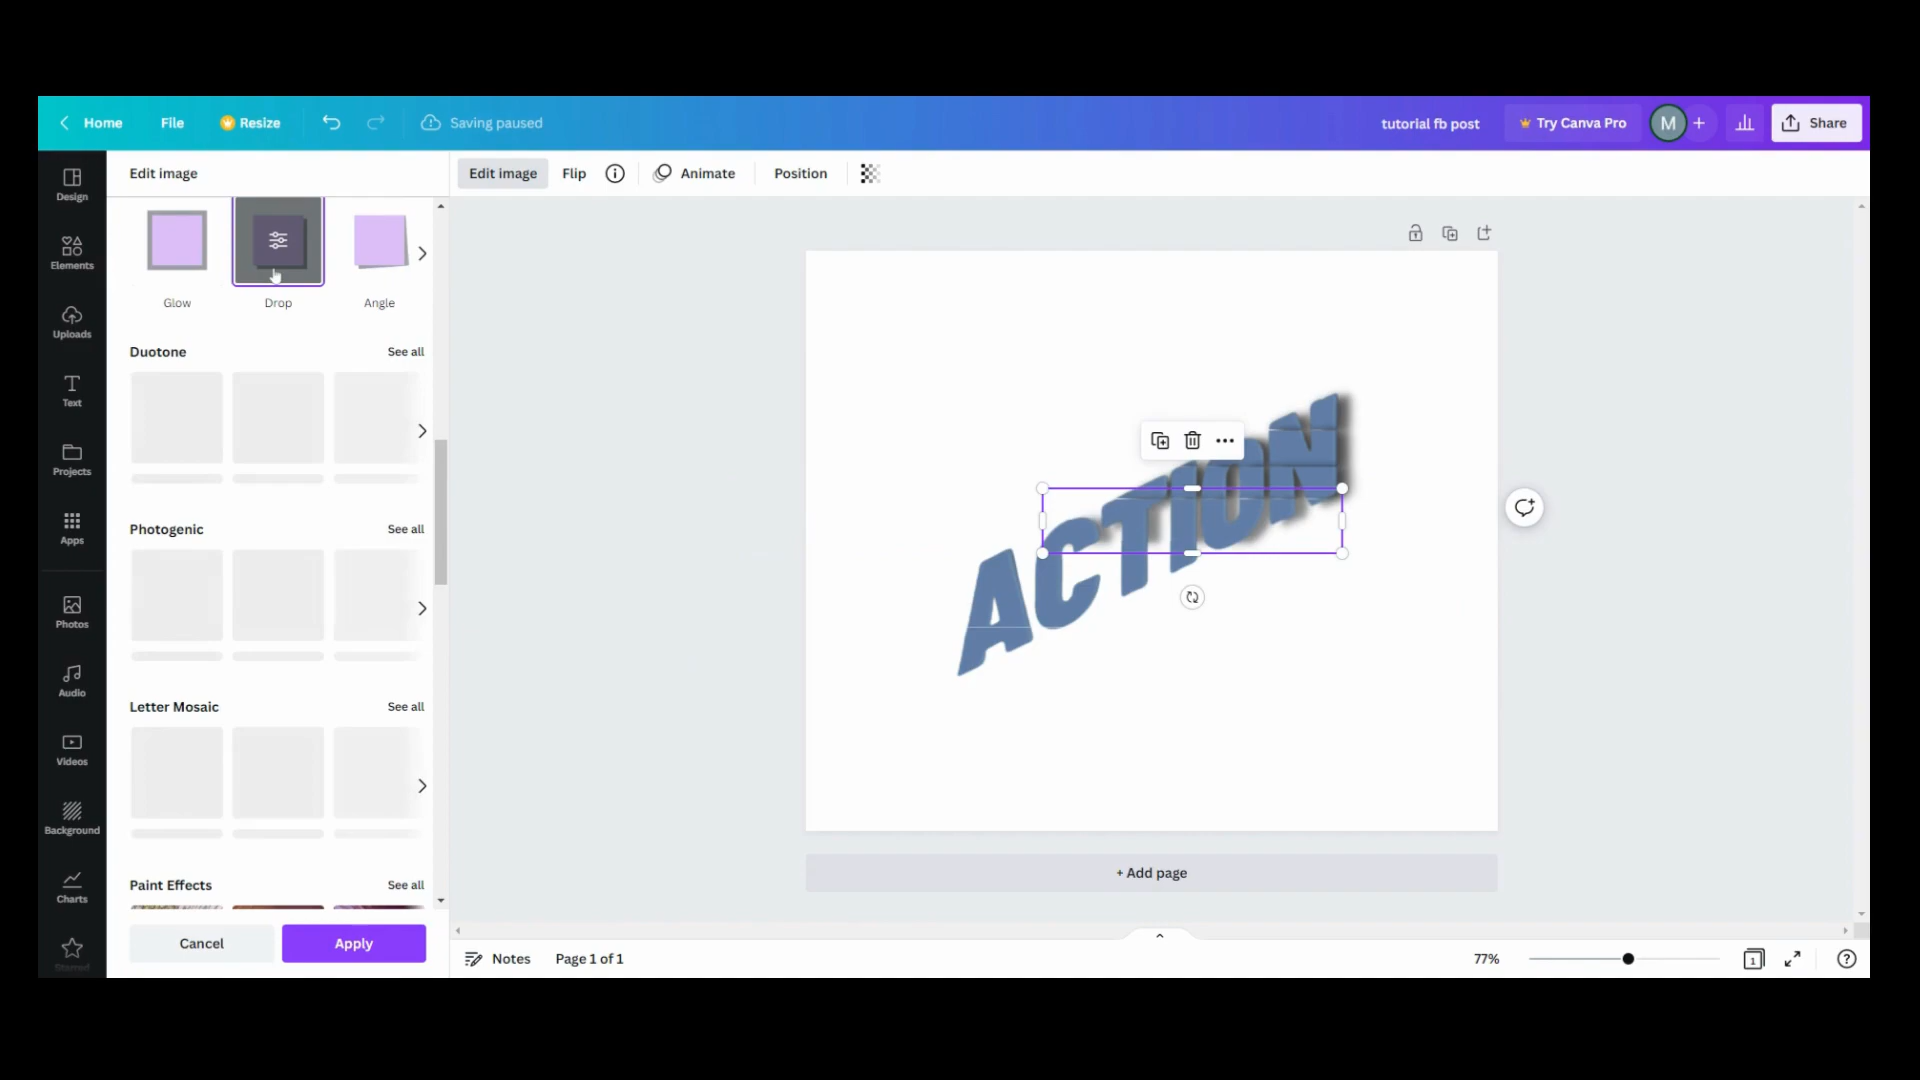 Home File Resize Saving paused tutorial fb post Try Canva Pro M + Share
Edit image
Edit image Flip Animate Position
Design
Elements
Uploads
Text
Projects
Apps
Photos
Audio
Videos
Background
Charts
Starred
Glow Drop Angle
Duotone See all
Photogenic See all
Letter Mosaic See all
Paint Effects See all
Cancel Apply
ACTION
+ Add page
Notes Page 1 of 1 77% 1 ?